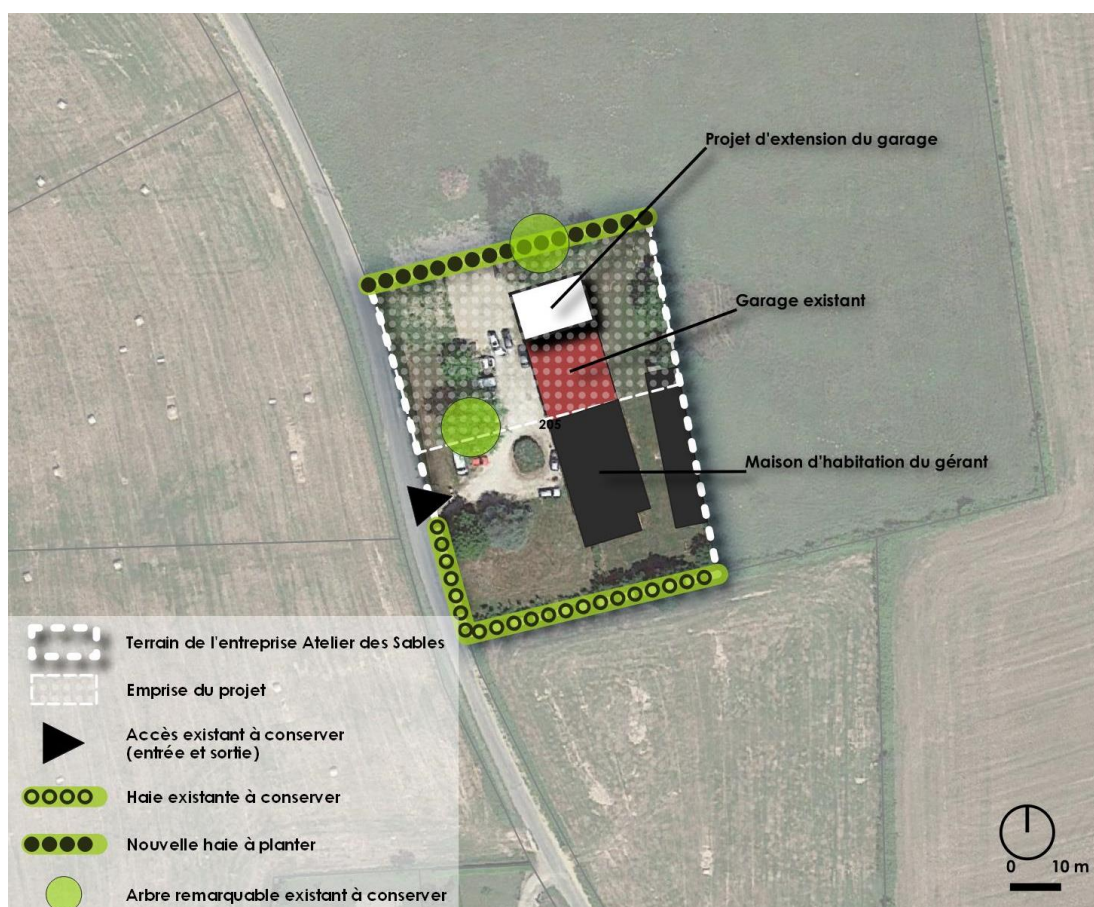 Projet d'extension du garage
Garage existant
205
Maison d'habitation du gérant
Terrain de l'entreprise Atelier des Sables
Emprise du projet
Accès existant à conserver
(entrée et sortie)
Haie existante à conserver
Nouvelle haie à planter
Arbre remarquable existant à conserver
0 10 m